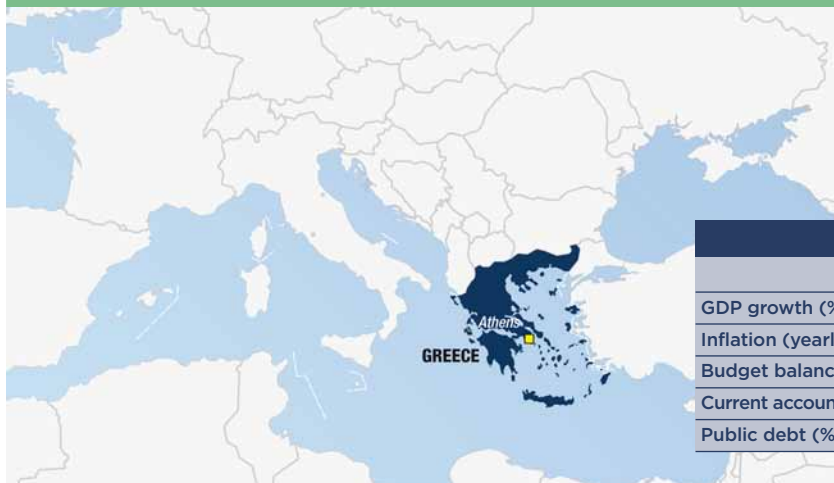 Athens
GREECE
GDP growth (%
Inflation (yearl
Budget balanc
Current accoun
Public debt (%